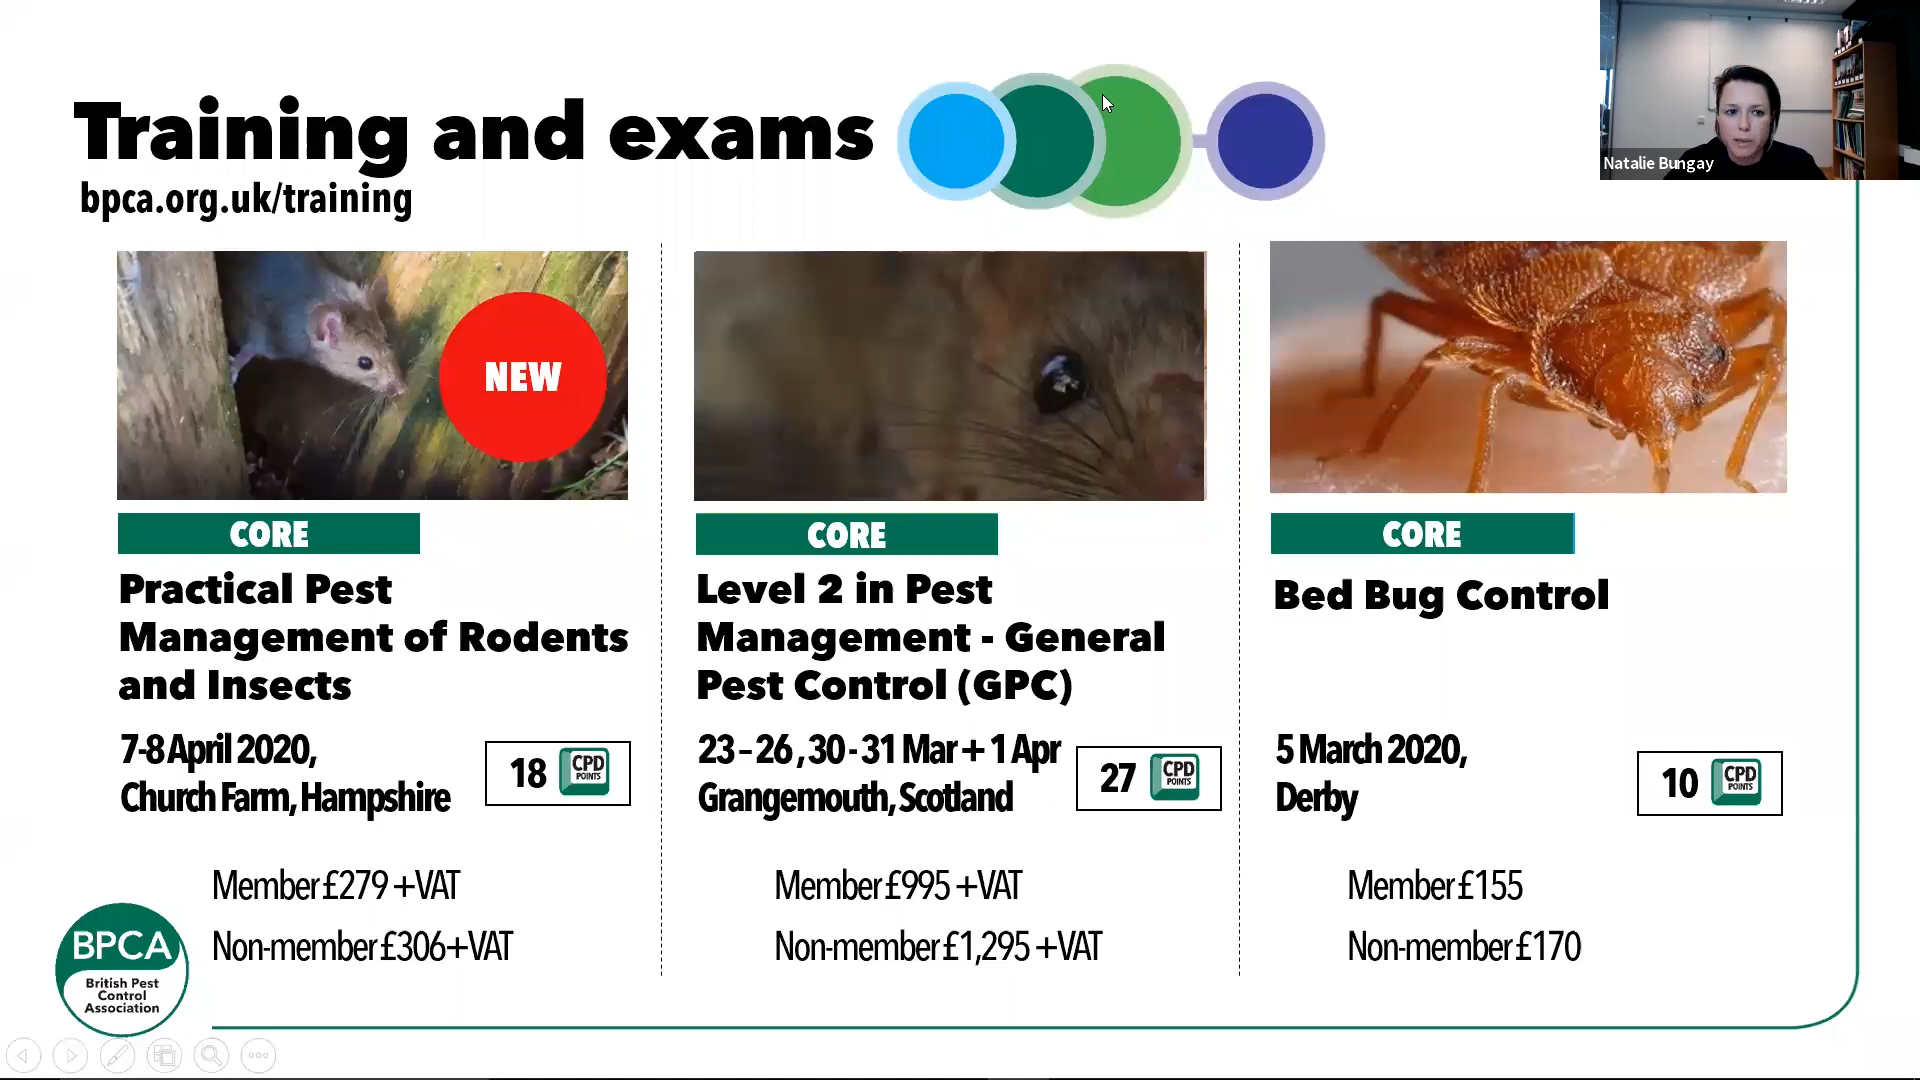 Training and exams
bpca.org.uk/training
Natalie Bungay
NEW
CORE
Practical Pest
Management of Rodents
and Insects
7-8 April 2020,
Church Farm, Hampshire
18 CPD POINTS
Member £279 +VAT
Non-member £306+VAT
CORE
Level 2 in Pest
Management - General
Pest Control (GPC)
23 – 26 , 30 - 31 Mar + 1 Apr
Grangemouth, Scotland
27 CPD POINTS
Member £995 +VAT
Non-member £1,295 +VAT
CORE
Bed Bug Control
5 March 2020,
Derby
10 CPD POINTS
Member £155
Non-member £170
BPCA
British Pest
Control
Association